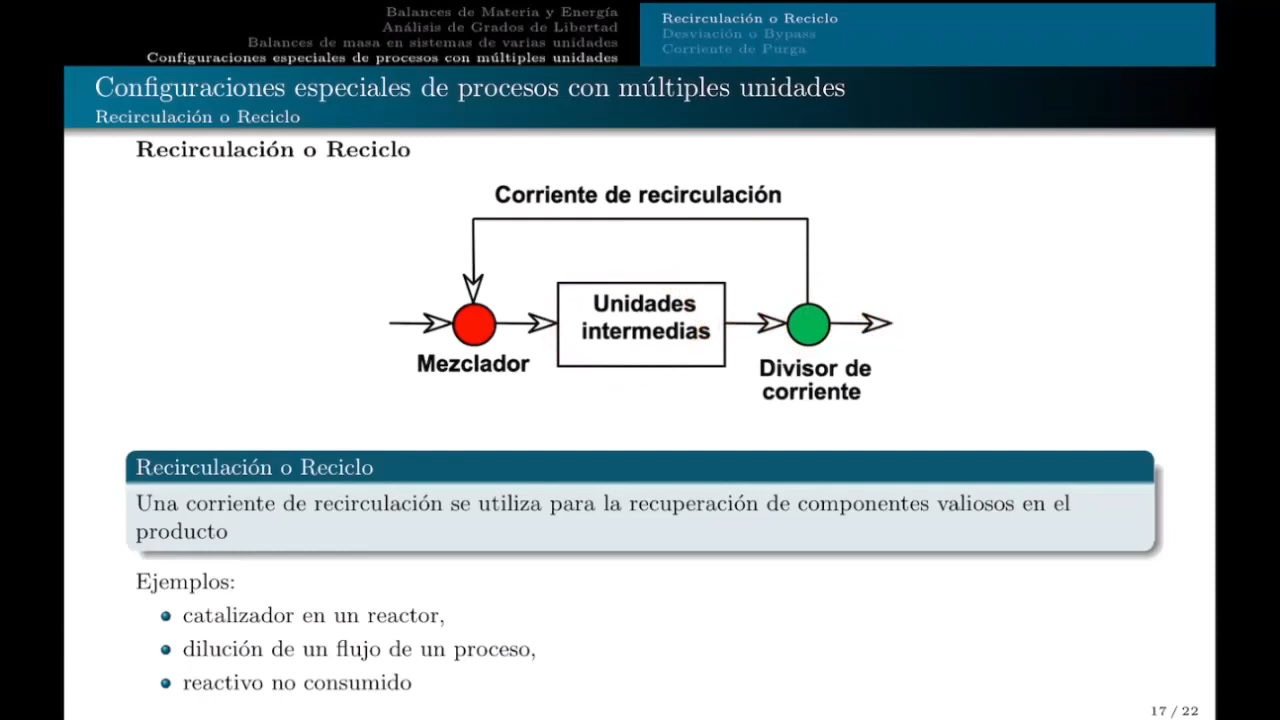 Balances de Materia y Energía
Análisis de Grados de Libertad
Balances de masa en sistemas de varias unidades
Configuraciones especiales de procesos con múltiples unidades
Recirculación o Reciclo
Desviación o Bypass
Corriente de Purga
Configuraciones especiales de procesos con múltiples unidades
Recirculación o Reciclo
Recirculación o Reciclo
Corriente de recirculación
Unidades
intermedias
Mezclador
Divisor de
corriente
Recirculación o Reciclo
Una corriente de recirculación se utiliza para la recuperación de componentes valiosos en el
producto
Ejemplos:
catalizador en un reactor,
dilución de un flujo de un proceso,
reactivo no consumido
17 / 22